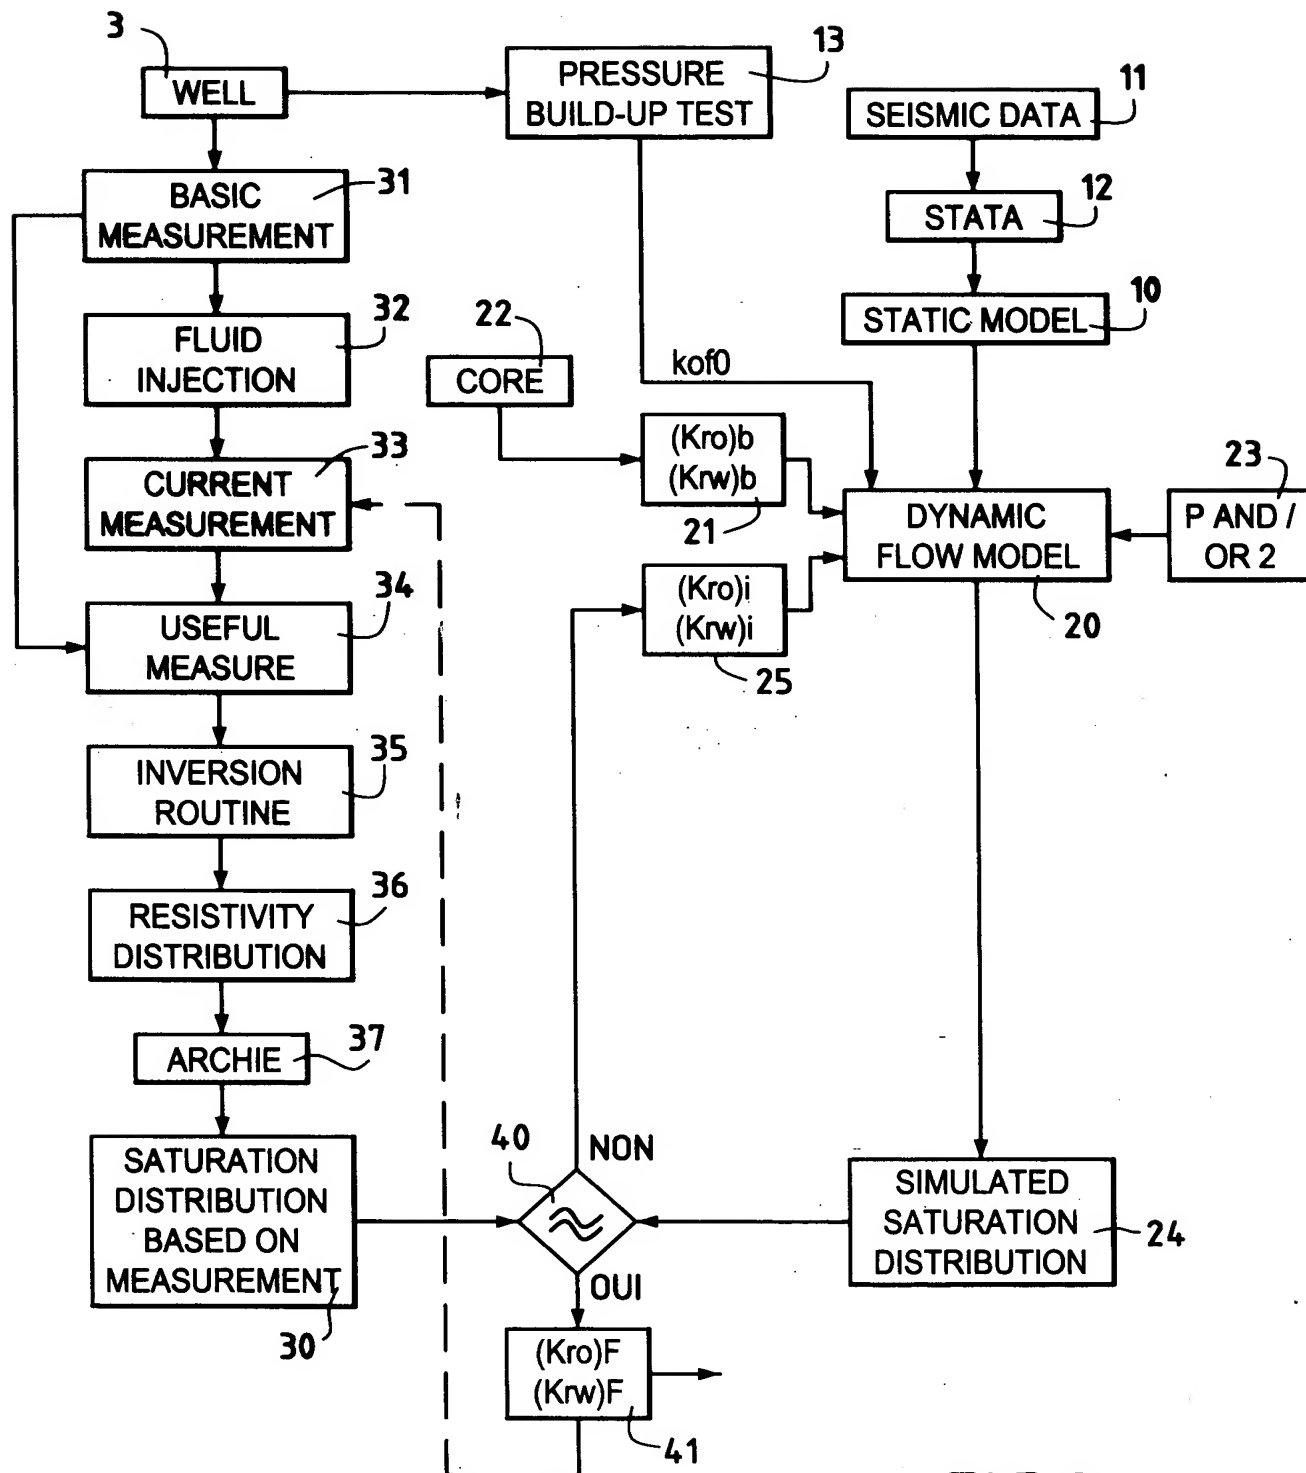 3
WELL
PRESSURE
BUILD-UP TEST
13
SEISMIC DATA
11
BASIC
MEASUREMENT
31
STATA
12
FLUID
INJECTION
32
22
CORE
kof0
STATIC MODEL
10
CURRENT
MEASUREMENT
33
(Kro)b
(Krw)b
21
DYNAMIC
FLOW MODEL
20
23
P AND /
OR 2
USEFUL
MEASURE
34
(Kro)i
(Krw)i
25
INVERSION
ROUTINE
35
RESISTIVITY
DISTRIBUTION
36
ARCHIE
37
SATURATION
DISTRIBUTION
BASED ON
MEASUREMENT
30
40
NON
OUI
SIMULATED
SATURATION
DISTRIBUTION
24
(Kro)F
(Krw)F
41